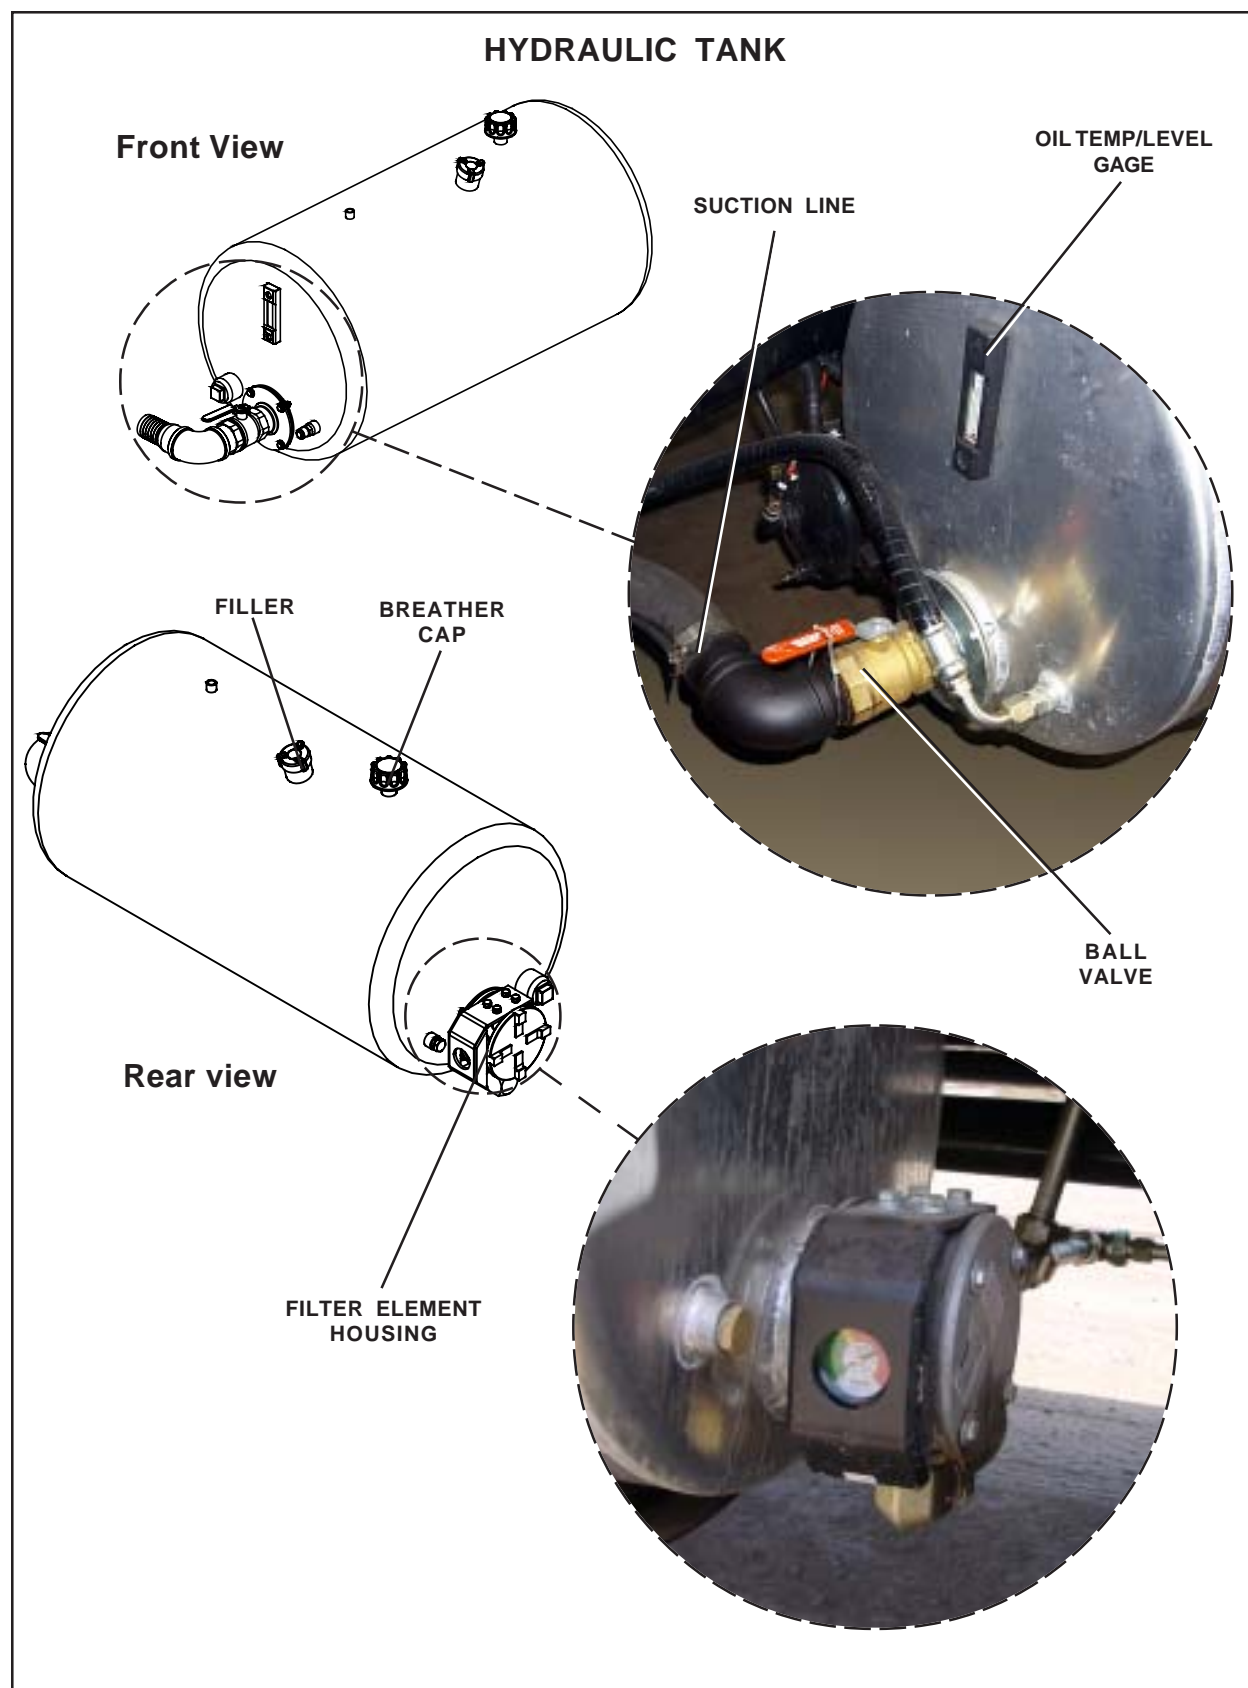 HYDRAULIC TANK
Front View
OIL TEMP/LEVEL
GAGE
SUCTION LINE
FILLER
BREATHER
CAP
BALL
VALVE
Rear view
FILTER ELEMENT
HOUSING